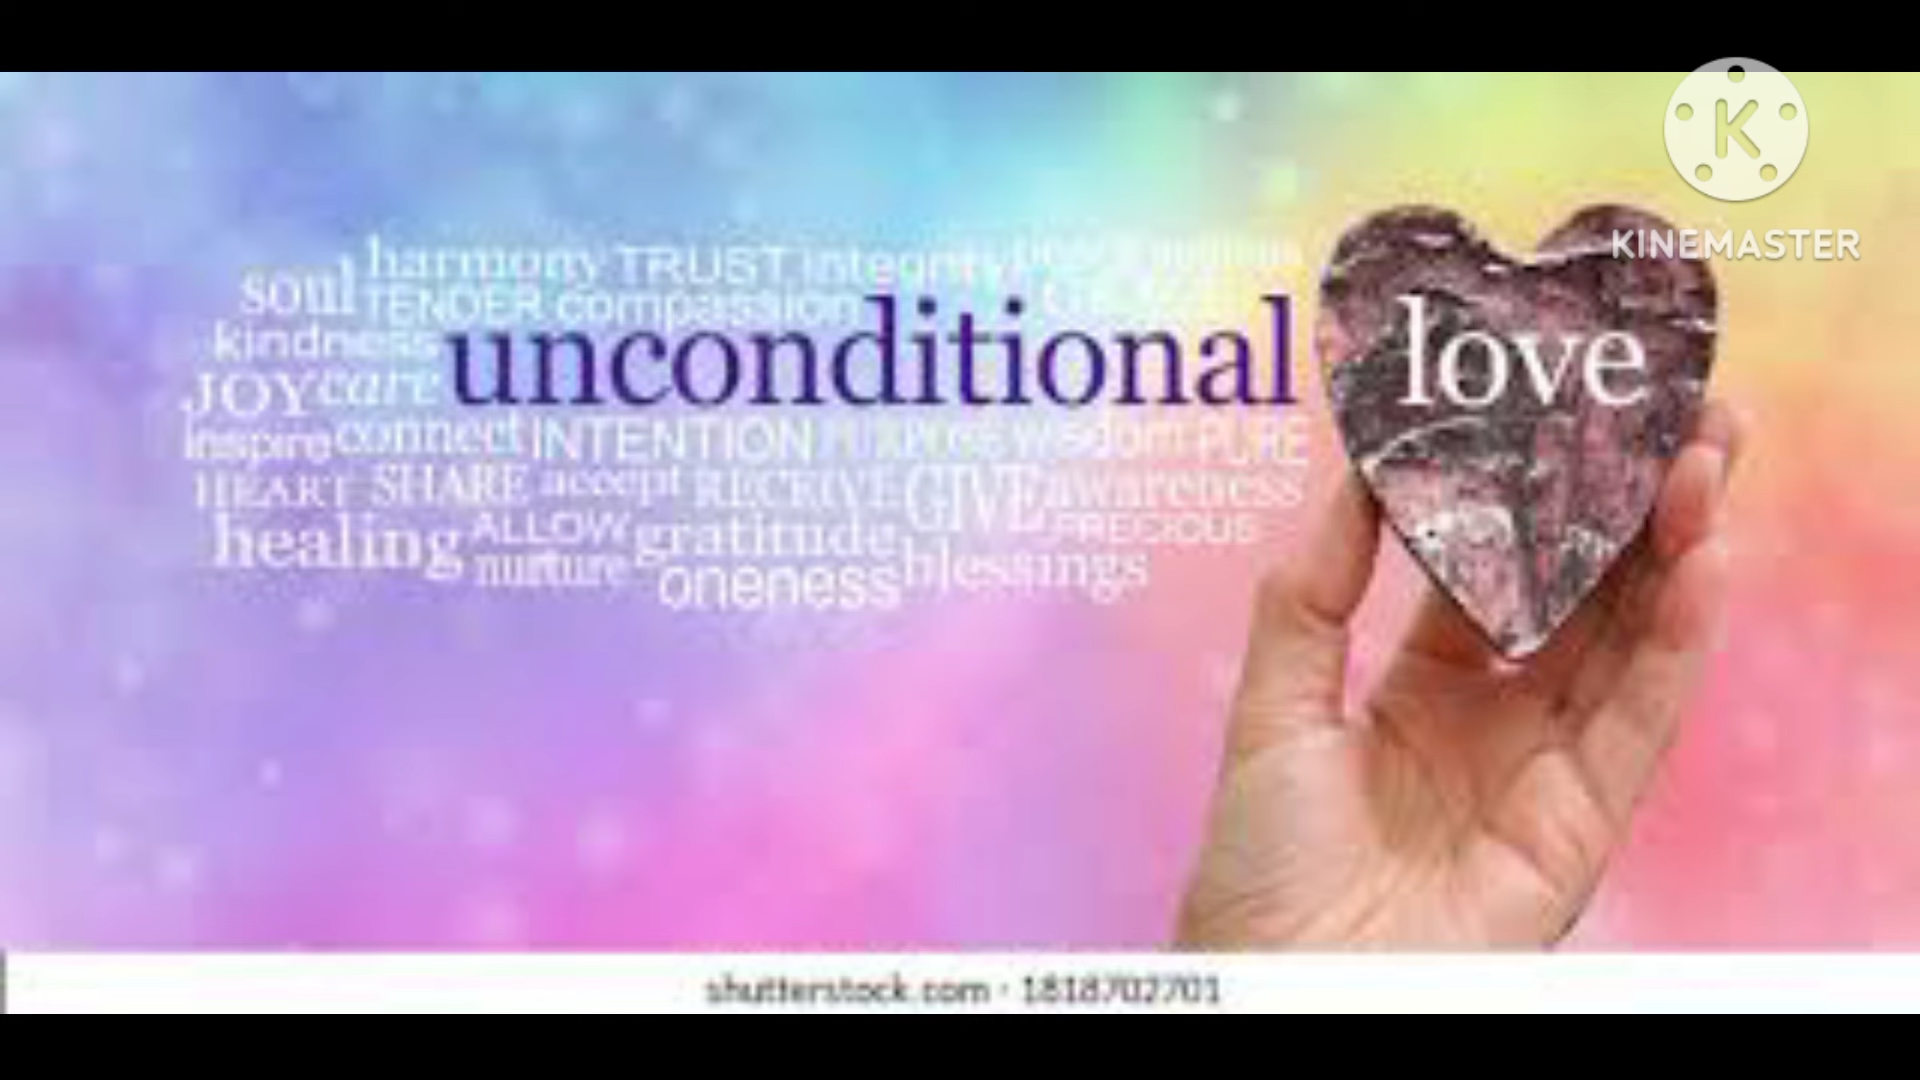 KINEMASTER
harmony TRUST integrity
soul TENDER compassion
kindness
JOY care unconditional love
inspire connect INTENTION PURPOSE wisdom PURE
HEART SHARE accept RECEIVE GIVE awareness
healing ALLOW gratitude PRECIOUS
nurture oneness blessings
shutterstock.com · 1818702701